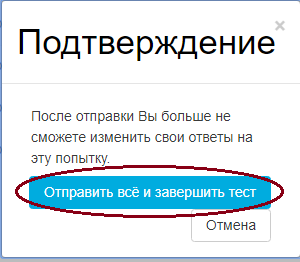 ×
Подтверждение
После отправки Вы больше не
сможете изменить свои ответы на
эту попытку.
Отправить всё и завершить тест
Отмена